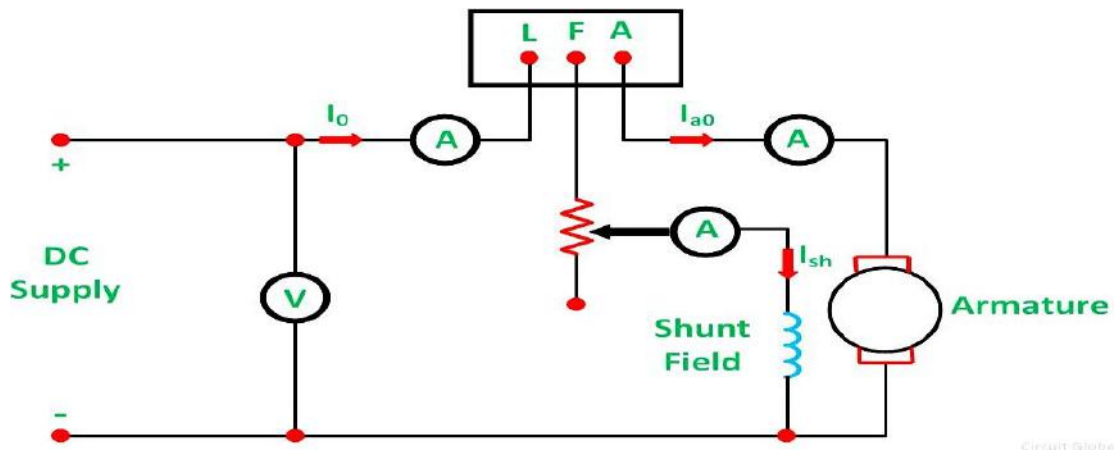 L F A
I₀
A
Iₐ₀
A
+
A
DC
Supply
Iₛₕ
V
Armature
Shunt
Field
-
Circuit Globe